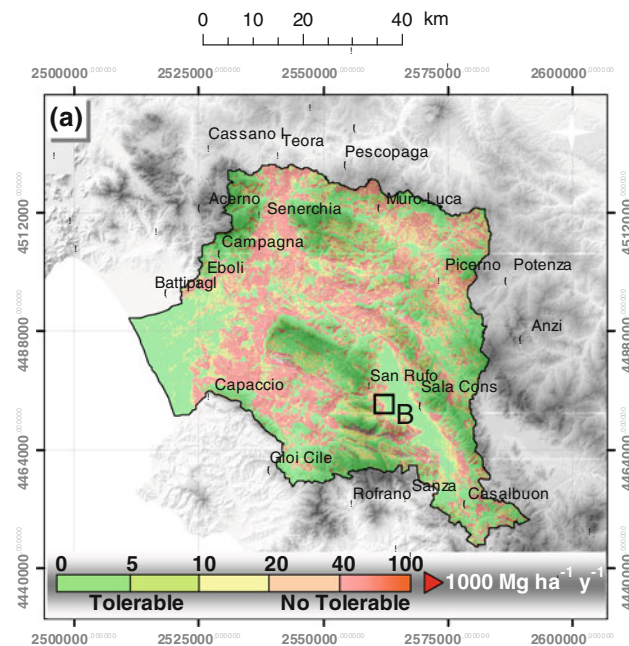 0 10 20 40 km
2500000 2525000 2550000 2575000 2600000
(a)
Cassano I
Teora
Pescopaga
Acerno
Muro Luca
Senerchia
4512000
4512000
Campagna
Eboli
Picerno
Potenza
Battipagl
Anzi
4488000
4488000
San Rufo
Capaccio
Sala Cons
B
4464000
4464000
Gioi Cile
Sanza
Rofrano
Casalbuon
0 5 10 20 40 100
1000 Mg ha-1 y-1
Tolerable No Tolerable
4440000
4440000
2500000 2525000 2550000 2575000 2600000